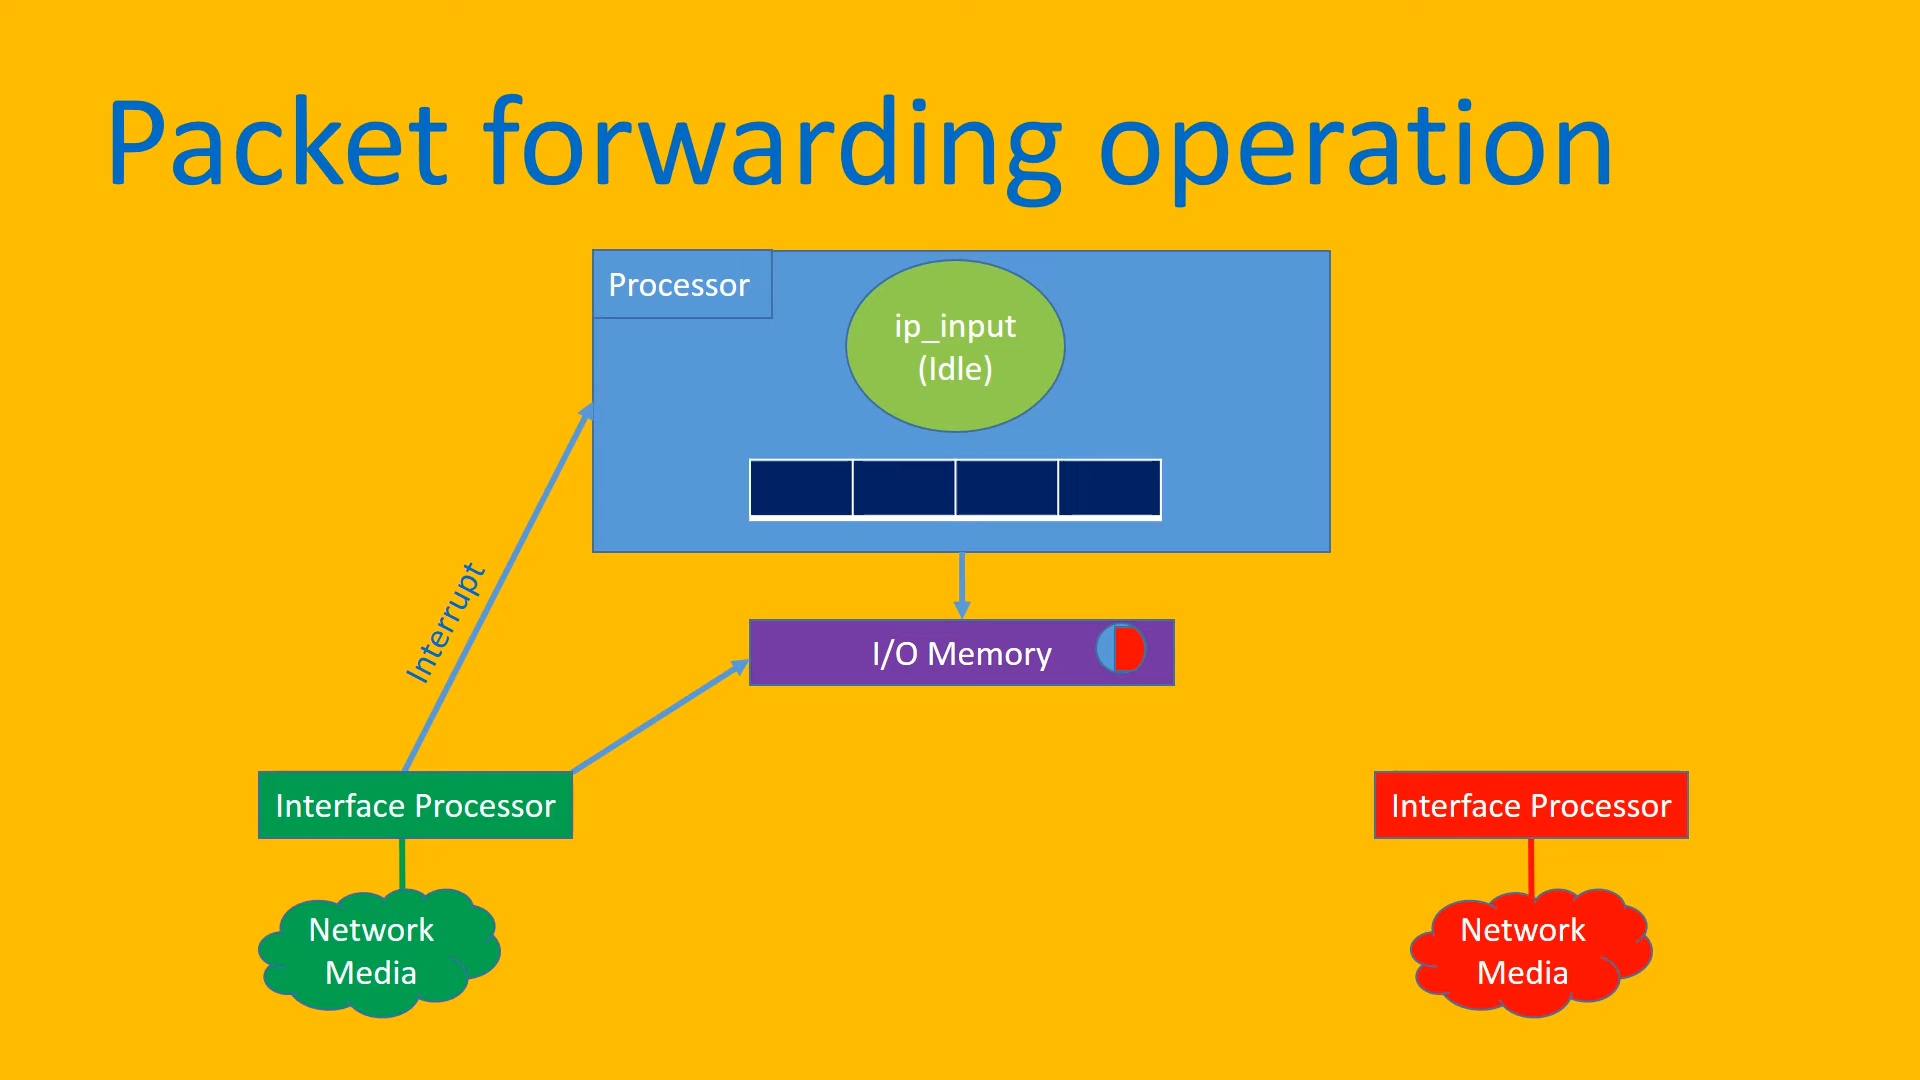 Packet forwarding operation
Processor
ip_input
(Idle)
Interrupt
I/O Memory
Interface Processor
Interface Processor
Network
Media
Network
Media